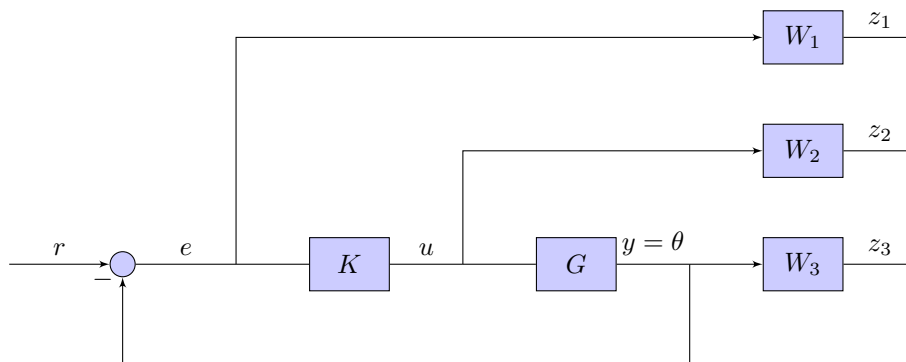 W₁ z₁
W₂ z₂
r − e K u G y = θ W₃ z₃